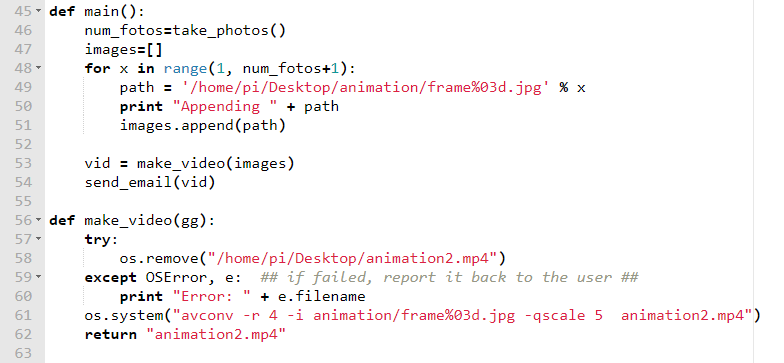 45 def main():
46     num_fotos=take_photos()
47     images=[]
48     for x in range(1, num_fotos+1):
49         path = '/home/pi/Desktop/animation/frame%03d.jpg' % x
50         print "Appending " + path
51         images.append(path)
52
53     vid = make_video(images)
54     send_email(vid)
55
56 def make_video(gg):
57     try:
58         os.remove("/home/pi/Desktop/animation2.mp4")
59     except OSError, e:  ## if failed, report it back to the user ##
60         print "Error: " + e.filename
61     os.system("avconv -r 4 -i animation/frame%03d.jpg -qscale 5  animation2.mp4")
62     return "animation2.mp4"
63